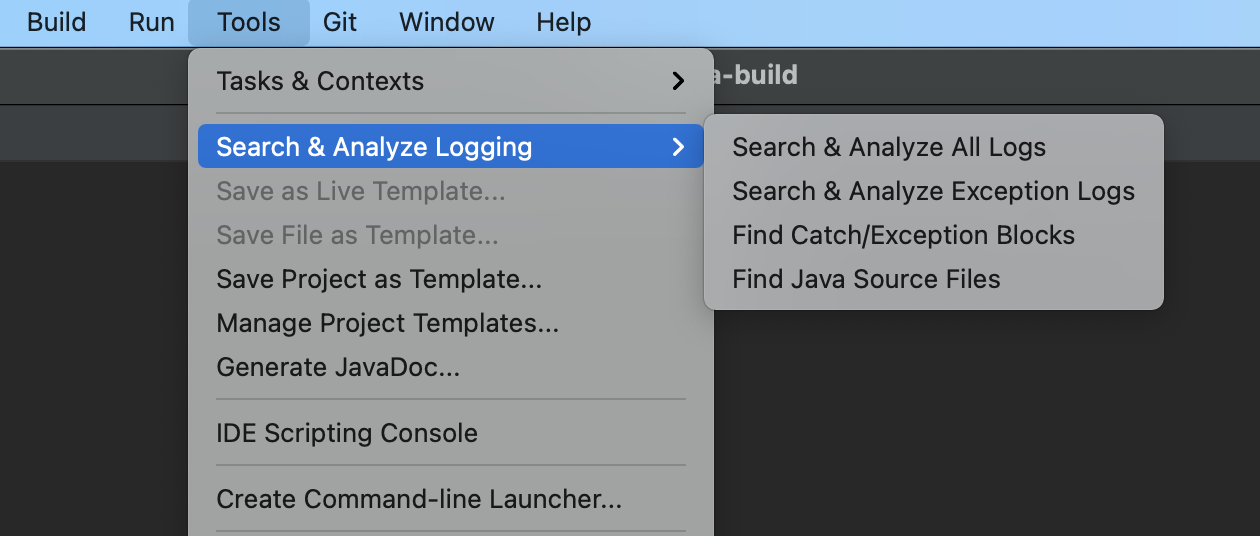 Build Run Tools Git Window Help
a-build
Tasks & Contexts
Search & Analyze Logging
Save as Live Template...
Save File as Template...
Save Project as Template...
Manage Project Templates...
Generate JavaDoc...
IDE Scripting Console
Create Command-line Launcher...
Search & Analyze All Logs
Search & Analyze Exception Logs
Find Catch/Exception Blocks
Find Java Source Files